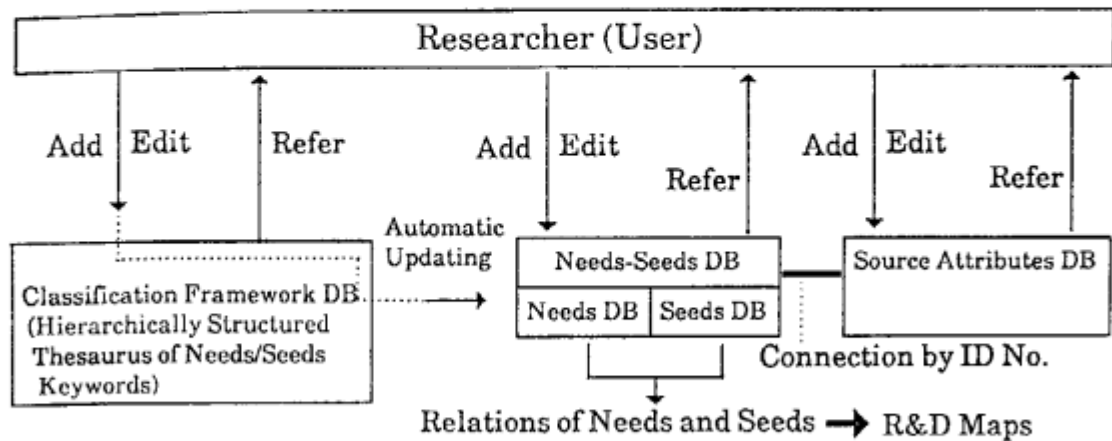 Researcher (User)
Add Edit Refer
Add Edit Refer
Add Edit Refer
Automatic
Updating
Classification Framework DB
(Hierarchically Structured
Thesaurus of Needs/Seeds
Keywords)
Needs-Seeds DB
Needs DB Seeds DB
Source Attributes DB
Connection by ID No.
Relations of Needs and Seeds R&D Maps